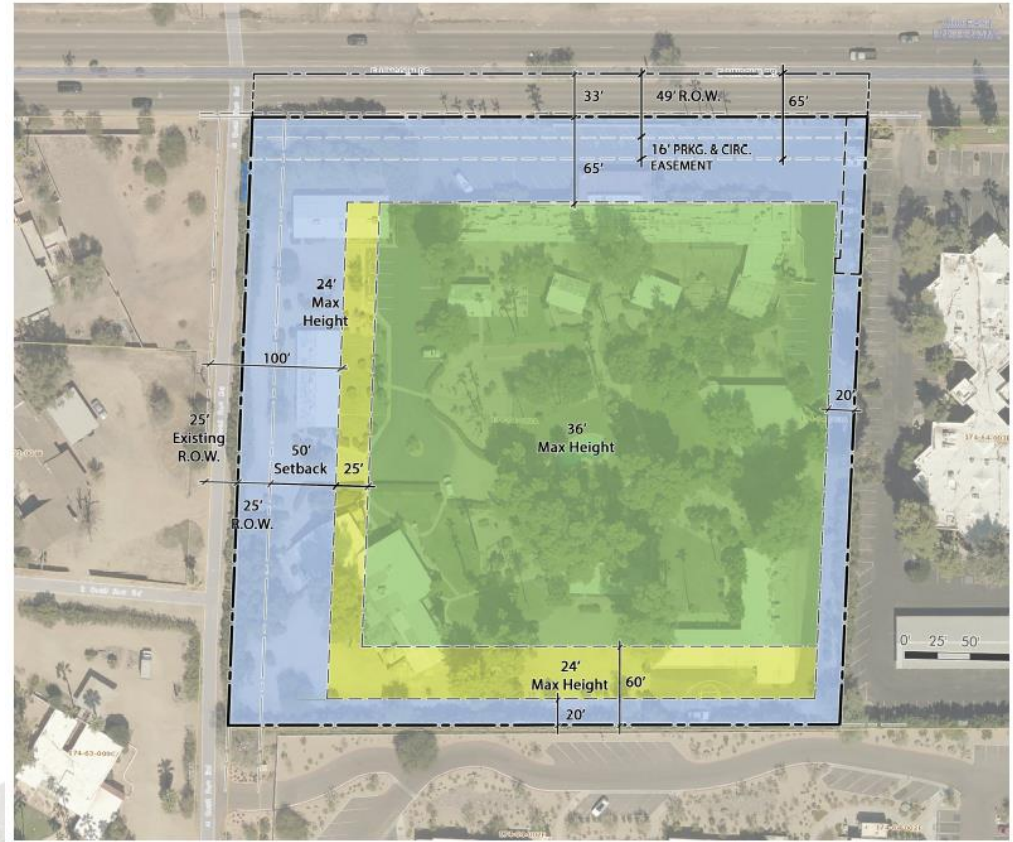 33'
49' R.O.W.
65'
16' PRKG. & CIRC.
EASEMENT
65'
24'
Max
Height
100'
20'
25'
Existing
R.O.W.
36'
Max Height
50'
Setback
25'
25'
R.O.W.
0' 25' 50'
24'
Max Height
60'
20'